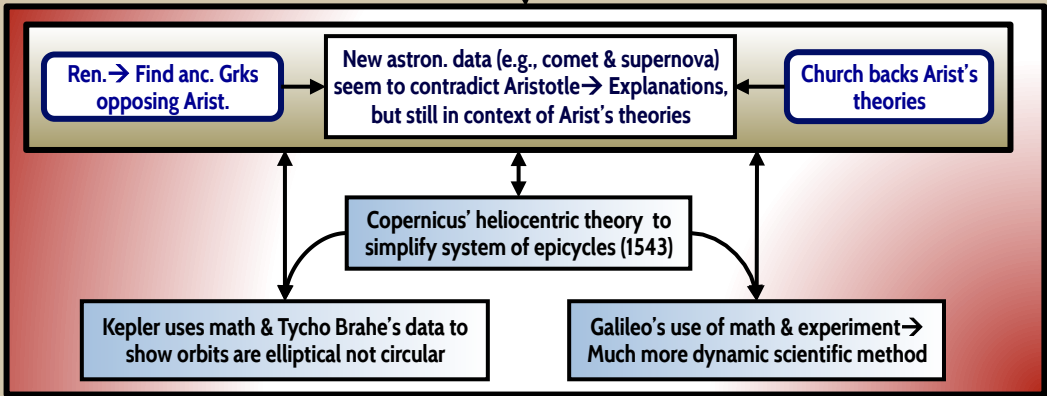 Ren.→ Find anc. Grks
opposing Arist.
New astron. data (e.g., comet & supernova)
seem to contradict Aristotle→ Explanations,
but still in context of Arist's theories
Church backs Arist's
theories
Copernicus' heliocentric theory to
simplify system of epicycles (1543)
Kepler uses math & Tycho Brahe's data to
show orbits are elliptical not circular
Galileo's use of math & experiment→
Much more dynamic scientific method